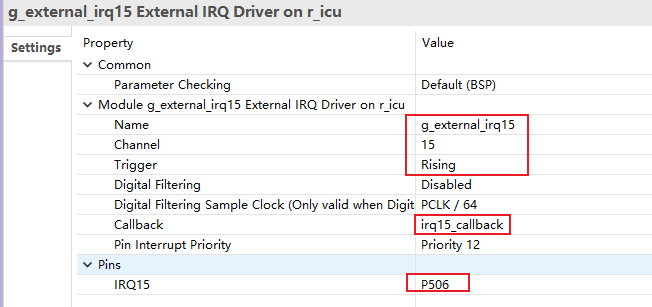 g_external_irq15 External IRQ Driver on r_icu
Settings
Property Value
Common
Parameter Checking Default (BSP)
Module g_external_irq15 External IRQ Driver on r_icu
Name g_external_irq15
Channel 15
Trigger Rising
Digital Filtering Disabled
Digital Filtering Sample Clock (Only valid when Digit PCLK / 64
Callback irq15_callback
Pin Interrupt Priority Priority 12
Pins
IRQ15 P506